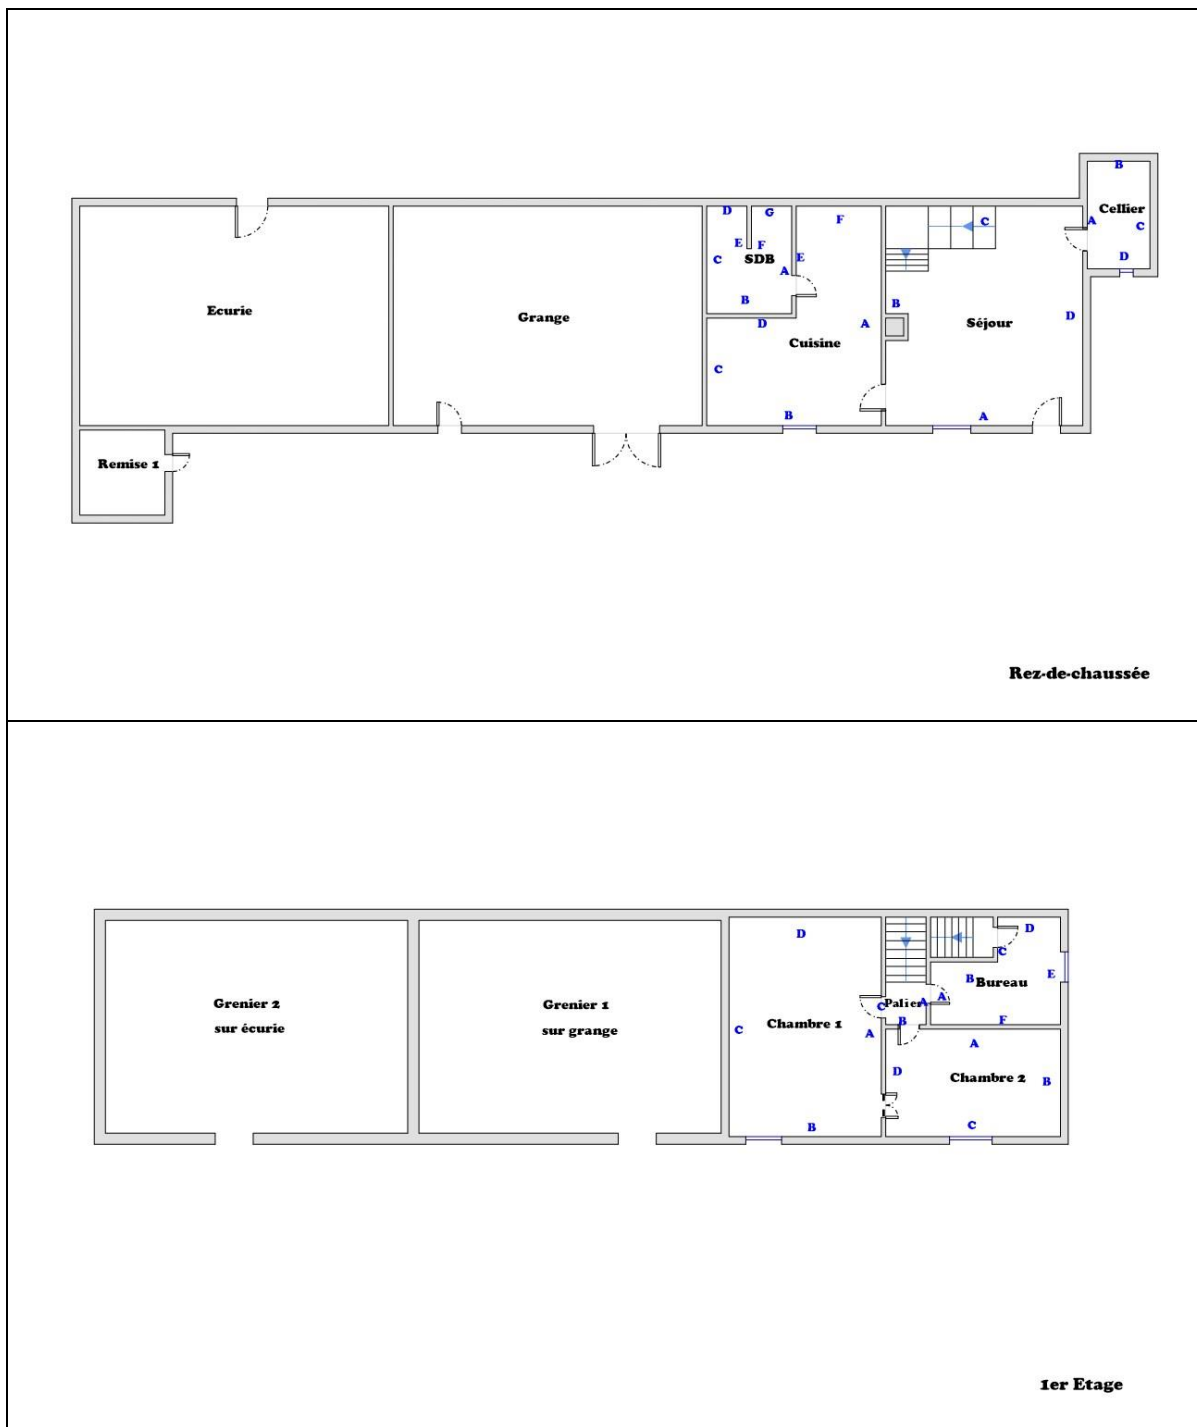 B
Cellier
A
C
D
D
G
F
E
F
C
SDB
A
B
E
F
D
A
Cuisine
C
B
C
B
Séjour
D
A
Ecurie
Grange
Remise 1
Rez-de-chaussée
D
D
C
B
E
Bureau
A
F
C
A
Palier
B
Grenier 2
sur écurie
Grenier 1
sur grange
Chambre 1
C
A
B
A
D
Chambre 2
B
C
1er Etage